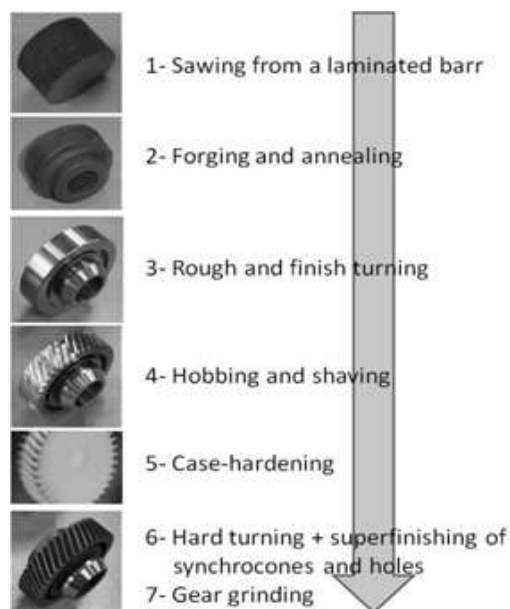 1- Sawing from a laminated barr
2- Forging and annealing
3- Rough and finish turning
4- Hobbing and shaving
5- Case-hardening
6- Hard turning + superfinishing of
synchrocones and holes
7- Gear grinding